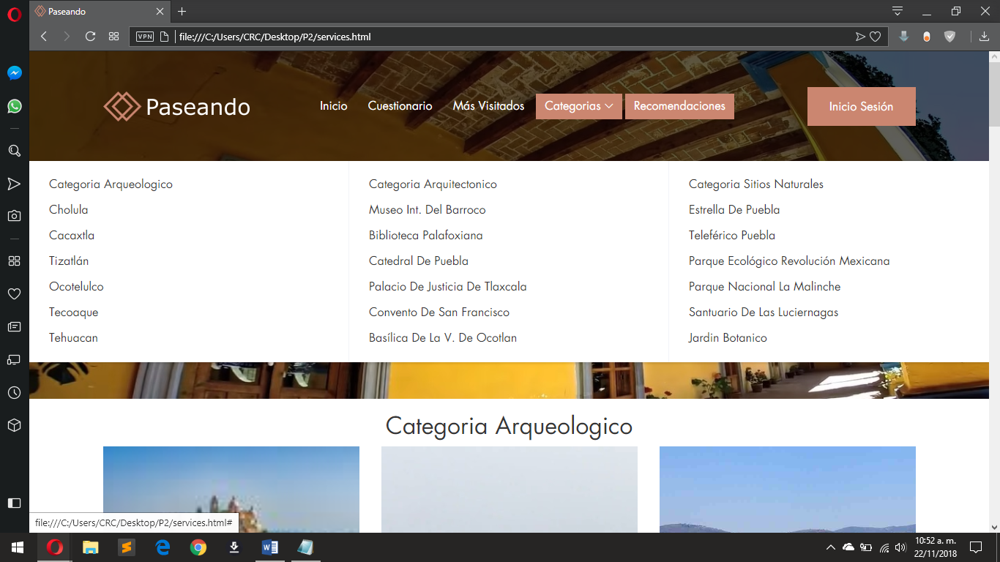 Paseando
VPN
file:///C:/Users/CRC/Desktop/P2/services.html
Paseando
Inicio
Cuestionario
Más Visitados
Categorias
Recomendaciones
Inicio Sesión
Categoria Arqueologico
Cholula
Cacaxtla
Tizatlán
Ocotelulco
Tecoaque
Tehuacan
Categoria Arquitectonico
Museo Int. Del Barroco
Biblioteca Palafoxiana
Catedral De Puebla
Palacio De Justicia De Tlaxcala
Convento De San Francisco
Basílica De La V. De Ocotlan
Categoria Sitios Naturales
Estrella De Puebla
Teleférico Puebla
Parque Ecológico Revolución Mexicana
Parque Nacional La Malinche
Santuario De Las Luciernagas
Jardin Botanico
Categoria Arqueologico
file:///C:/Users/CRC/Desktop/P2/services.html#
10:52 a. m.
22/11/2018